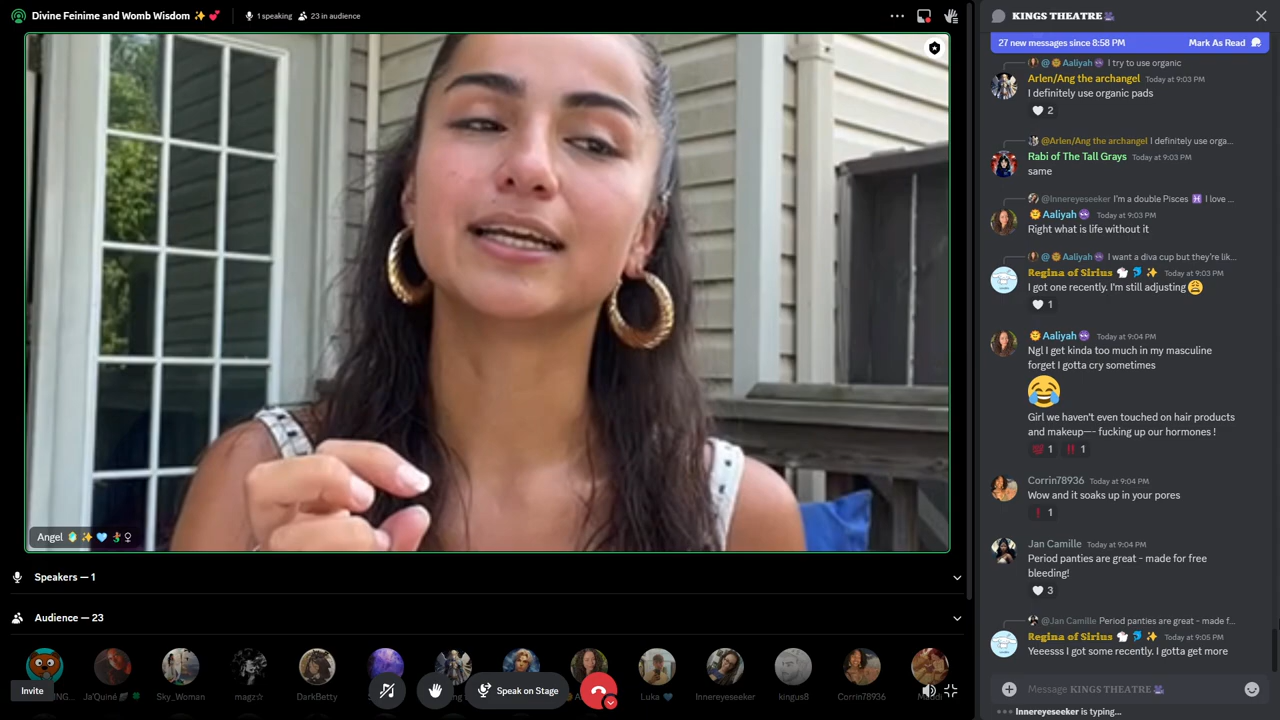 Divine Feinime and Womb Wisdom ✨ 💕
1 speaking 23 in audience
Angel ✨ 💙 ♀
Speakers — 1
Audience — 23
Ja'Quiné
Sky_Woman
magz☆
DarkBetty
Luka 💙
Innereyeseeker
kingus8
Corrin78936
Invite
Speak on Stage
KINGS THEATRE
27 new messages since 8:58 PM Mark As Read
@ Aaliyah I try to use organic
Arlen/Ang the archangel Today at 9:03 PM
I definitely use organic pads
🤍 2
@Arlen/Ang the archangel I definitely use orga...
Rabi of The Tall Grays Today at 9:03 PM
same
@Innereyeseeker I'm a double Pisces ♓ I love ...
Aaliyah Today at 9:03 PM
Right what is life without it
@ Aaliyah I want a diva cup but they're lik...
Regina of Sirius ✨ Today at 9:03 PM
I got one recently. I'm still adjusting 😩
🤍 1
Aaliyah Today at 9:04 PM
Ngl I get kinda too much in my masculine
forget I gotta cry sometimes
😂
Girl we haven't even touched on hair products
and makeup—- fucking up our hormones !
💯 1 ‼️ 1
Corrin78936 Today at 9:04 PM
Wow and it soaks up in your pores
❗ 1
Jan Camille Today at 9:04 PM
Period panties are great - made for free
bleeding!
🤍 3
@Jan Camille Period panties are great - made f...
Regina of Sirius ✨ Today at 9:05 PM
Yeeesss I got some recently. I gotta get more
Message KINGS THEATRE
Innereyeseeker is typing...